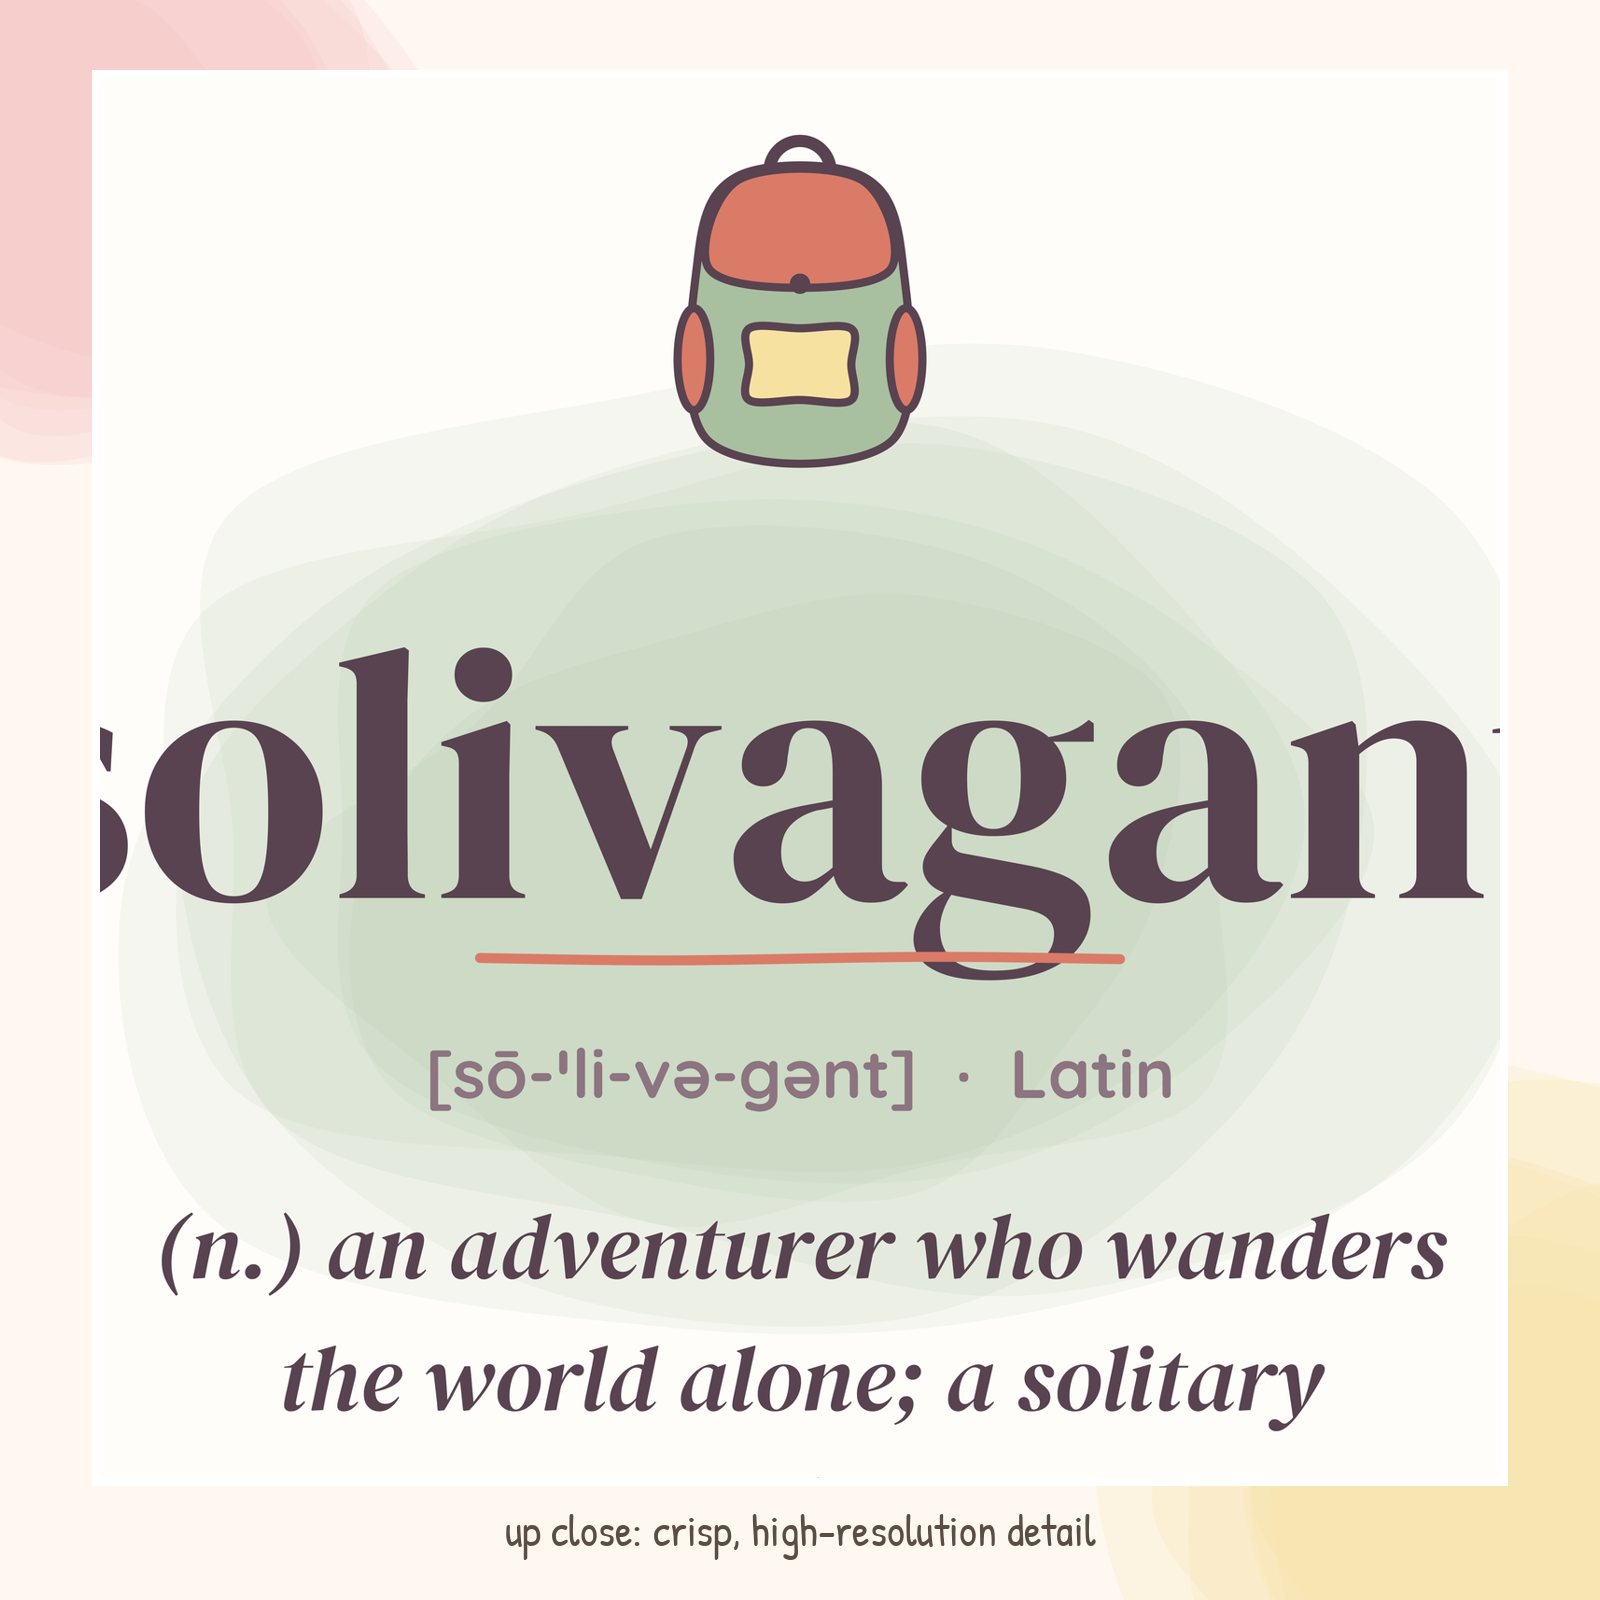 solivagant
[sō-ˈli-və-gənt] · Latin
(n.) an adventurer who wanders
the world alone; a solitary
up close: crisp, high-resolution detail